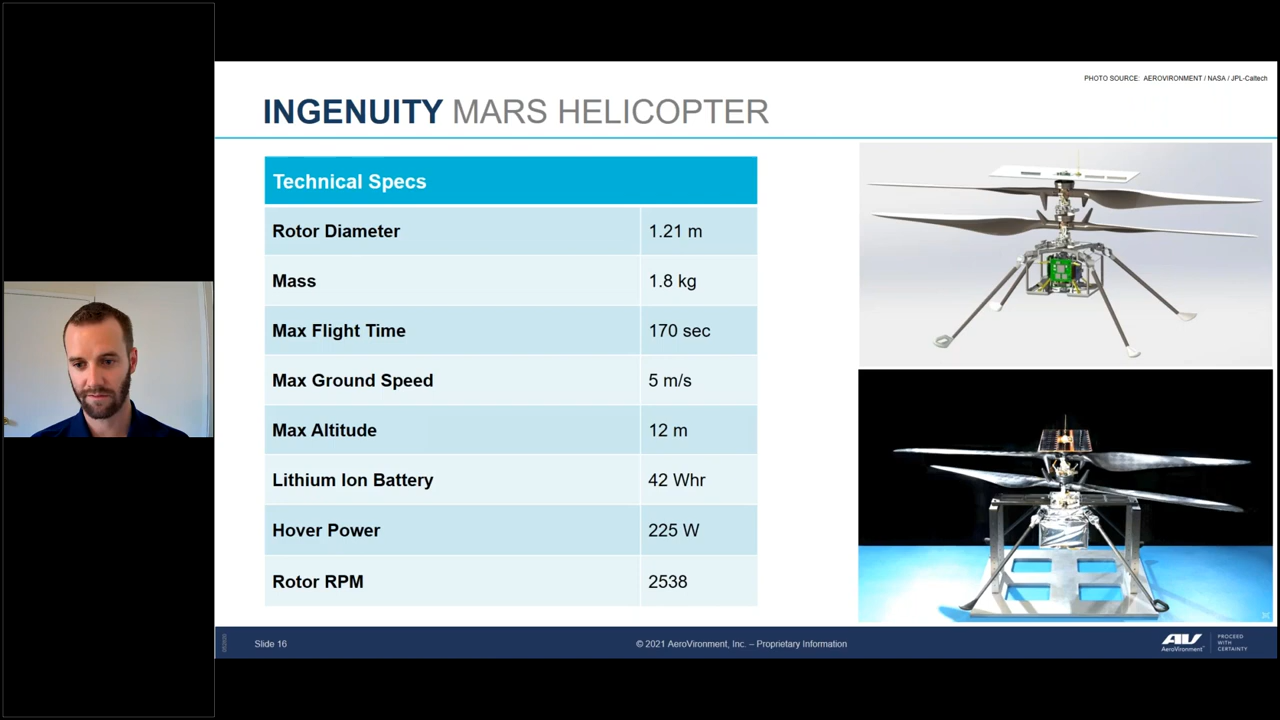 PHOTO SOURCE: AEROVIRONMENT / NASA / JPL-Caltech
INGENUITY MARS HELICOPTER
Technical Specs
Rotor Diameter 1.21 m
Mass 1.8 kg
Max Flight Time 170 sec
Max Ground Speed 5 m/s
Max Altitude 12 m
Lithium Ion Battery 42 Whr
Hover Power 225 W
Rotor RPM 2538
Slide 16
© 2021 AeroVironment, Inc. – Proprietary Information
AV
AeroVironment
PROCEED
WITH
CERTAINTY